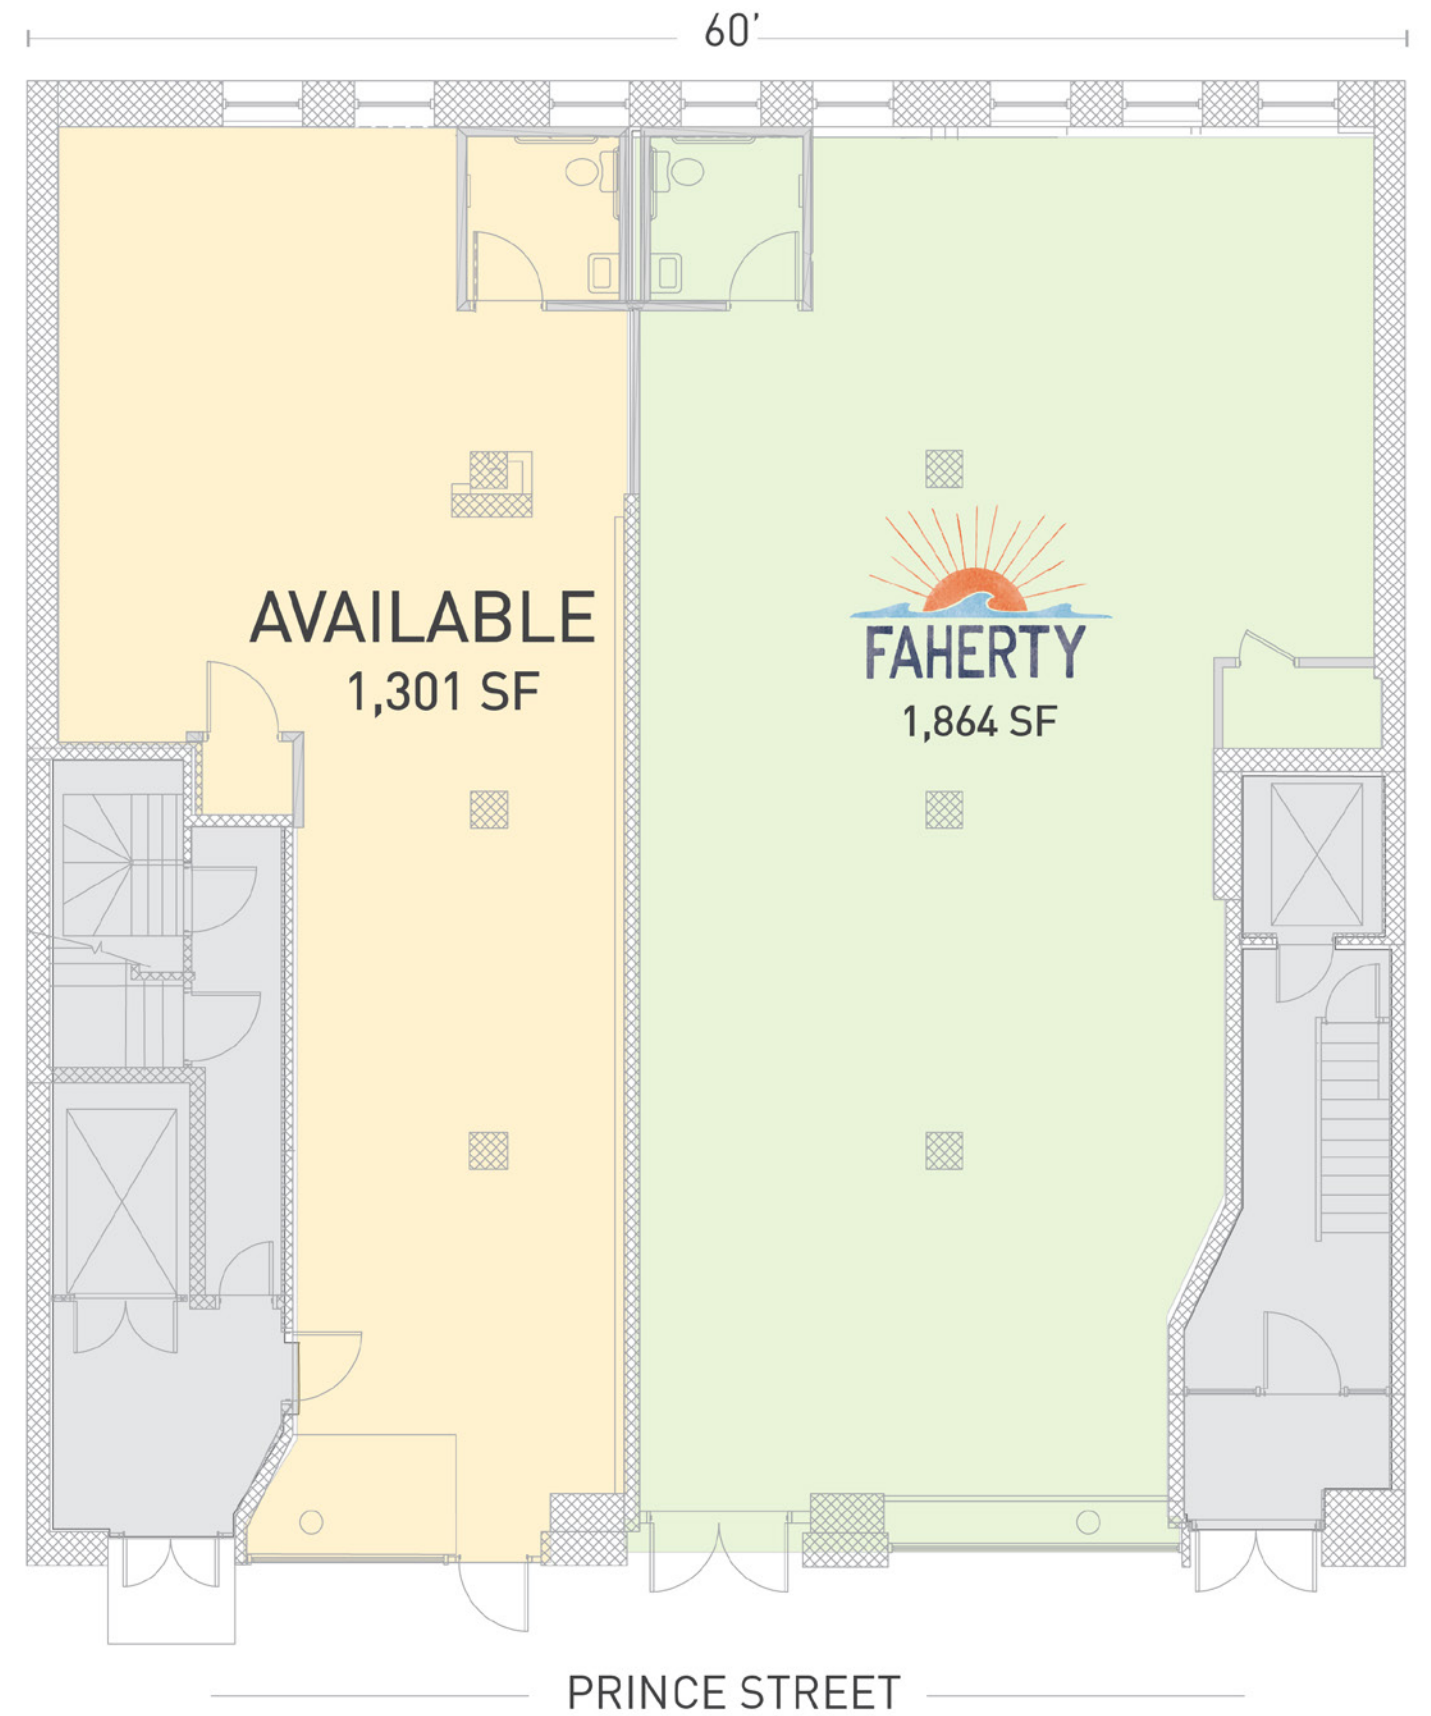 60'
AVAILABLE
1,301 SF
FAHERTY
1,864 SF
PRINCE STREET